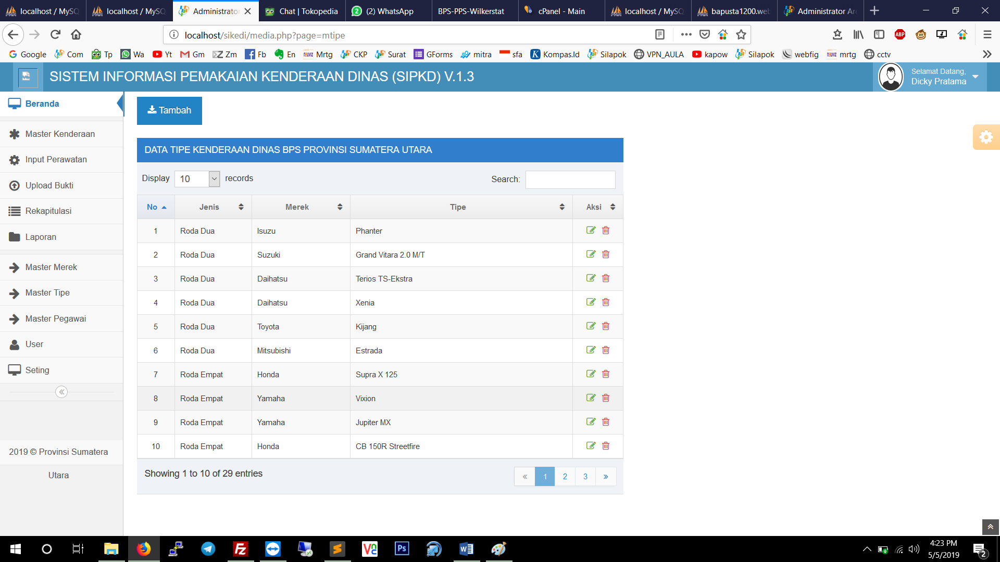 localhost / MySQ
localhost / MySQ
Administrator
Chat | Tokopedia
(2) WhatsApp
BPS-PPS-Wilkerstat
cPanel - Main
localhost / MySQ
bapusta1200.web
Administrator Are
localhost/sikedi/media.php?page=mtipe
ABP
Google Com Tp Wa Yt Gm Zm Fb En Mrtg CKP Surat GForms mitra sfa Kompas.Id Silapok VPN_AULA kapow Silapok webfig mrtg cctv
SISTEM INFORMASI PEMAKAIAN KENDERAAN DINAS (SIPKD) V.1.3
Selamat Datang,
Dicky Pratama
Beranda
Master Kenderaan
Input Perawatan
Upload Bukti
Rekapitulasi
Laporan
Master Merek
Master Tipe
Master Pegawai
User
Seting
2019 © Provinsi Sumatera
Utara
Tambah
DATA TIPE KENDERAAN DINAS BPS PROVINSI SUMATERA UTARA
Display 10 records
Search:
No Jenis Merek Tipe Aksi
1 Roda Dua Isuzu Phanter
2 Roda Dua Suzuki Grand Vitara 2.0 M/T
3 Roda Dua Daihatsu Terios TS-Ekstra
4 Roda Dua Daihatsu Xenia
5 Roda Dua Toyota Kijang
6 Roda Dua Mitsubishi Estrada
7 Roda Empat Honda Supra X 125
8 Roda Empat Yamaha Vixion
9 Roda Empat Yamaha Jupiter MX
10 Roda Empat Honda CB 150R Streetfire
Showing 1 to 10 of 29 entries
« 1 2 3 »
4:23 PM
5/5/2019
2